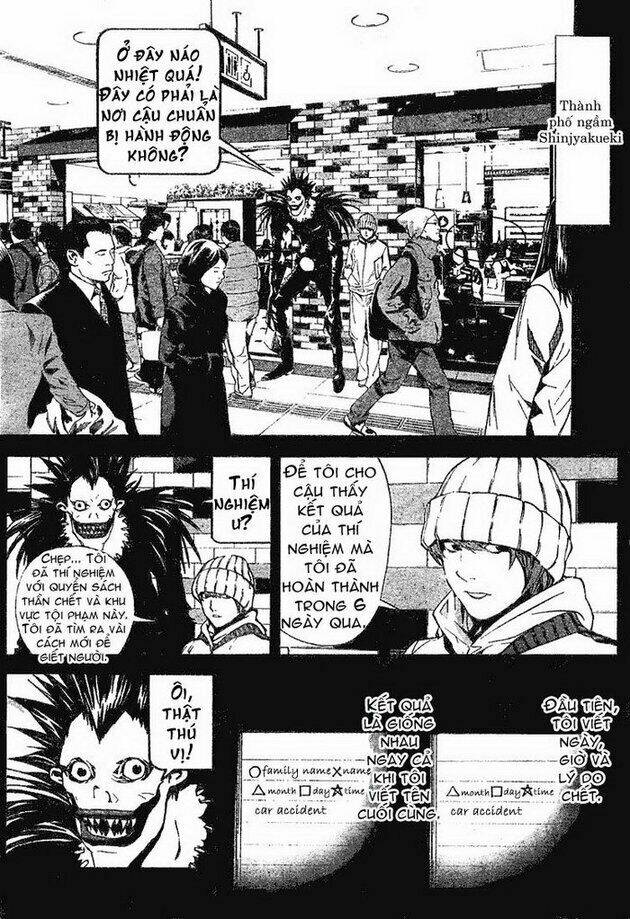 Thành
phố ngầm
Shinjyakueki
Ở đây náo
nhiệt quá!
Đây có phải là
nơi cậu chuẩn
bị hành động
không?
Để tôi cho
cậu thấy
kết quả
của thí
nghiệm mà
tôi đã
hoàn thành
trong 6
ngày qua.
Thí
nghiệm
ư?
Chẹp... Tôi
đã thí nghiệm
với quyển sách
thần chết và khu
vực tội phạm này.
Tôi đã tìm ra vài
cách mới để
giết người.
Đầu tiên,
tôi viết
ngày,
giờ và
lý do
chết.
△month □day ☆time
car accident
Kết quả
là giống
nhau
ngay cả
khi tôi
viết tên
cuối cùng.
○family name×name
△month □day ☆time
car accident
Ôi,
thật
thú
vị!